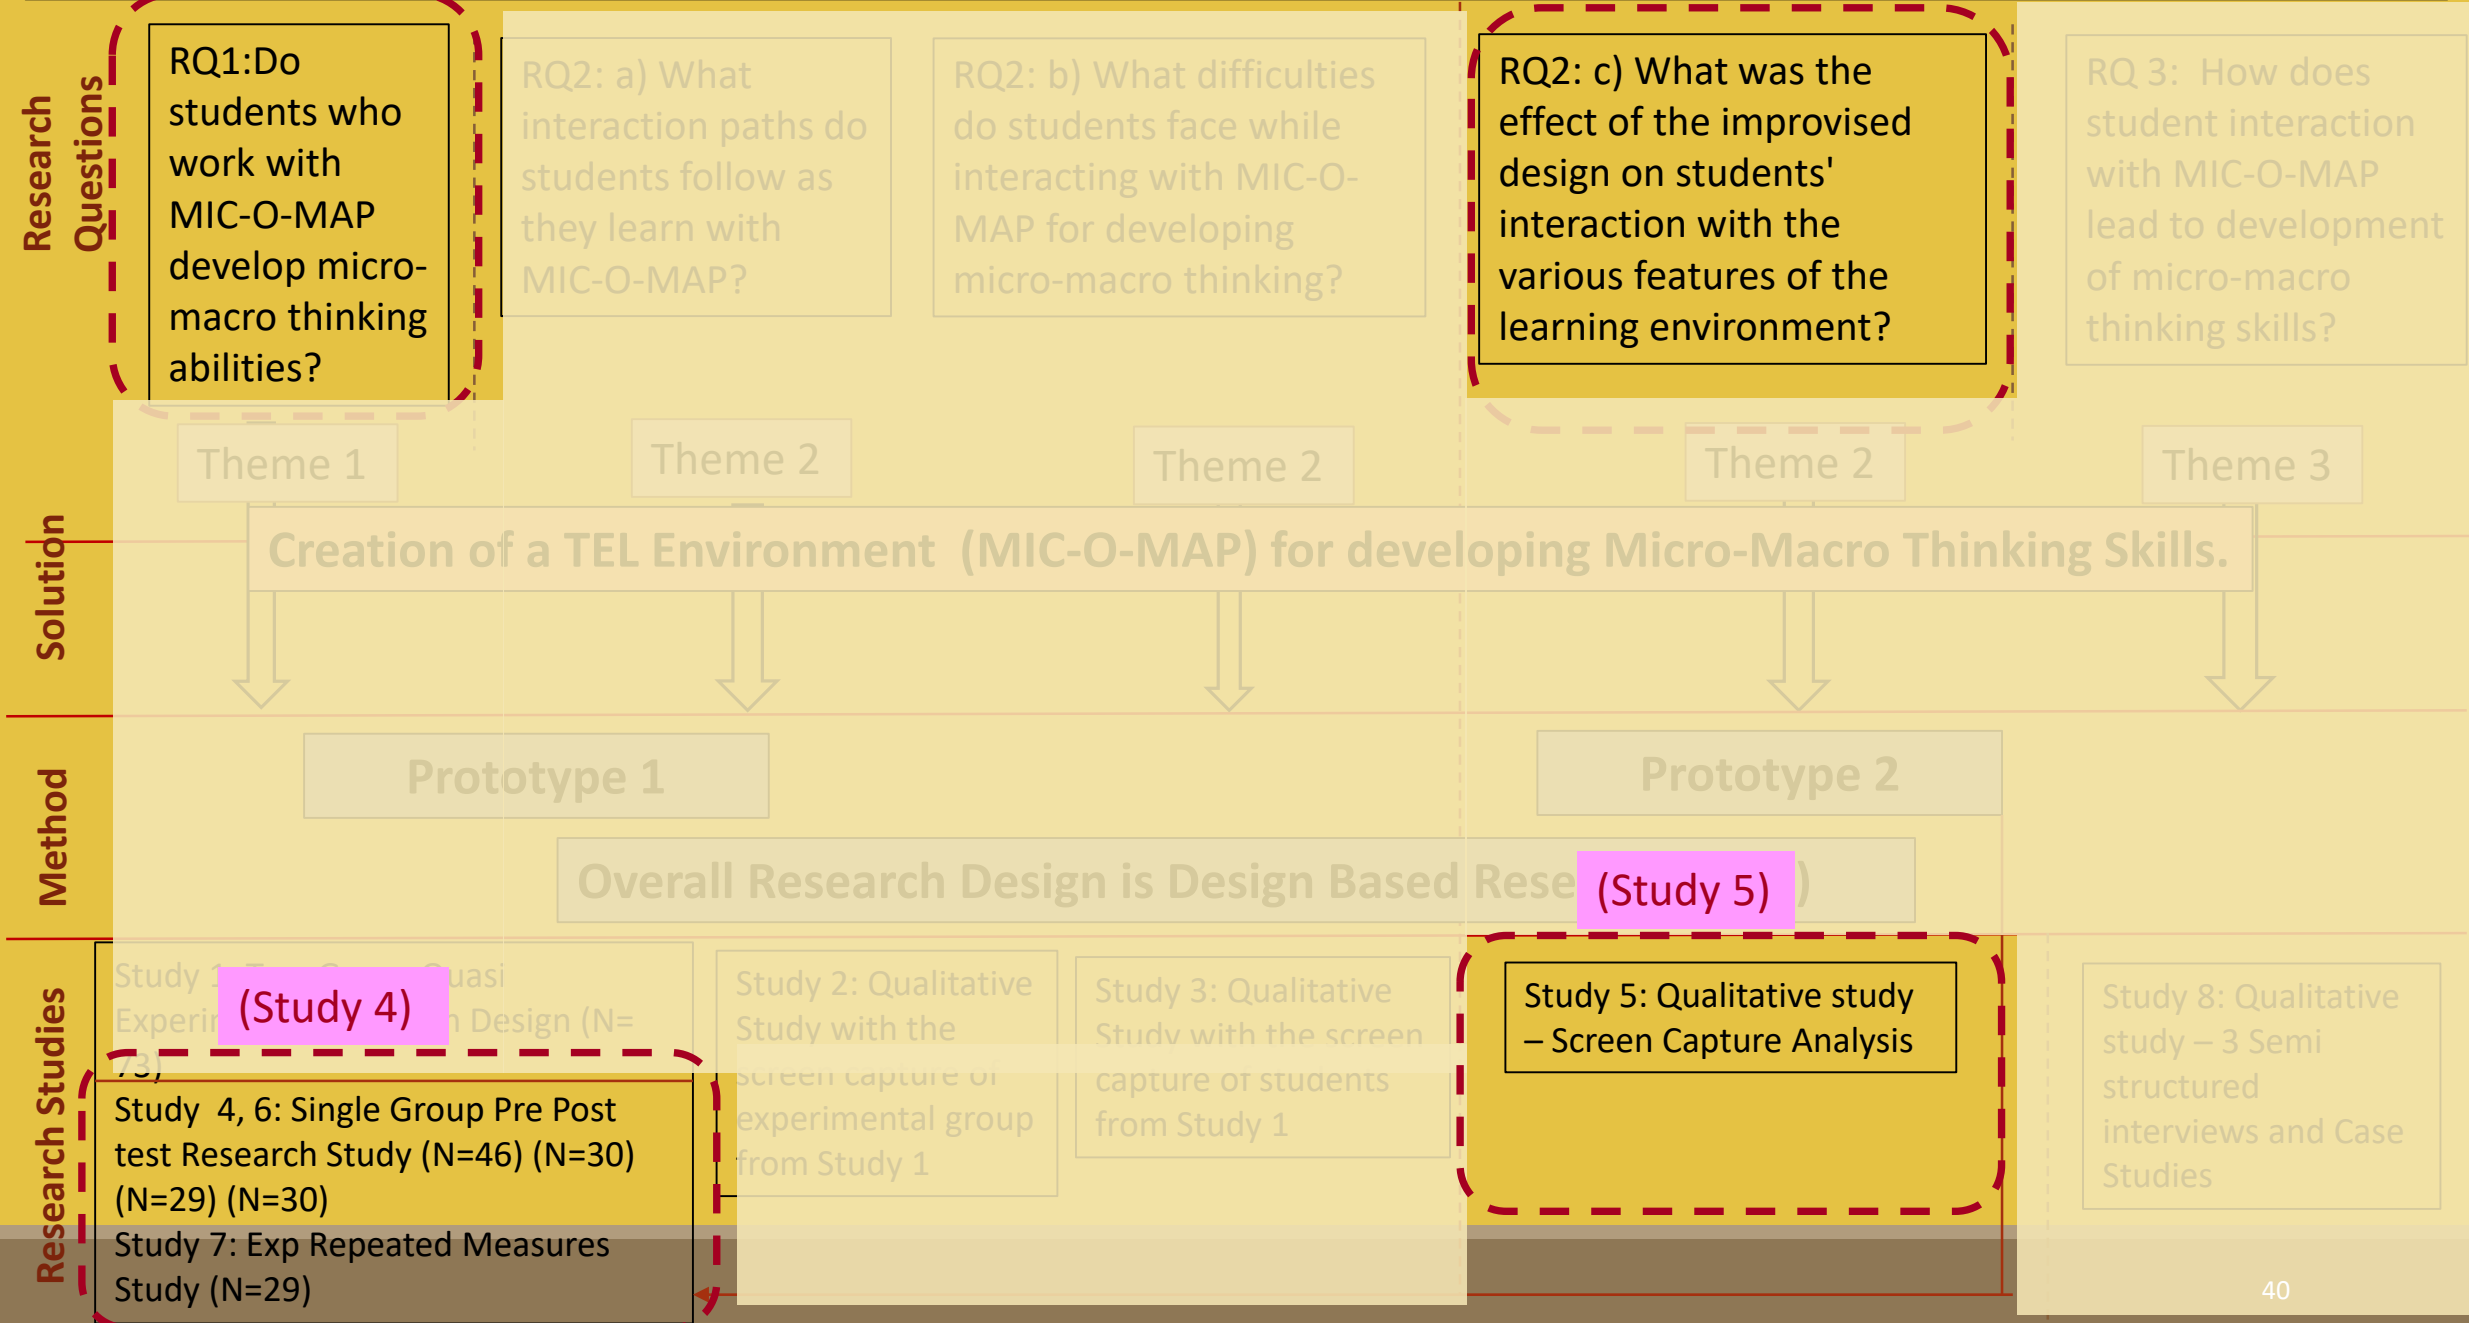 Research
Questions
RQ1:Do
students who
work with
MIC-O-MAP
develop micro-
macro thinking
abilities?
RQ2: a) What
interaction paths do
students follow as
they learn with
MIC-O-MAP?
RQ2: b) What difficulties
do students face while
interacting with MIC-O-
MAP for developing
micro-macro thinking?
RQ2: c) What was the
effect of the improvised
design on students'
interaction with the
various features of the
learning environment?
RQ 3: How does
student interaction
with MIC-O-MAP
lead to development
of micro-macro
thinking skills?
Theme 1
Theme 2
Theme 2
Theme 2
Theme 3
Solution
Creation of a TEL Environment (MIC-O-MAP) for developing Micro-Macro Thinking Skills.
Method
Prototype 1
Prototype 2
Overall Research Design is Design Based
(Study 5)
Research Studies
Study 1
(Study 4)
Design (N=
73)
Study 4, 6: Single Group Pre Post
test Research Study (N=46) (N=30)
(N=29) (N=30)
Study 7: Exp Repeated Measures
Study (N=29)
Study 2: Qualitative
Study with the
screen capture of
experimental group
from Study 1
Study 3: Qualitative
Study with the screen
capture of students
from Study 1
Study 5: Qualitative study
– Screen Capture Analysis
Study 8: Qualitative
study – 3 Semi
structured
interviews and Case
Studies
40